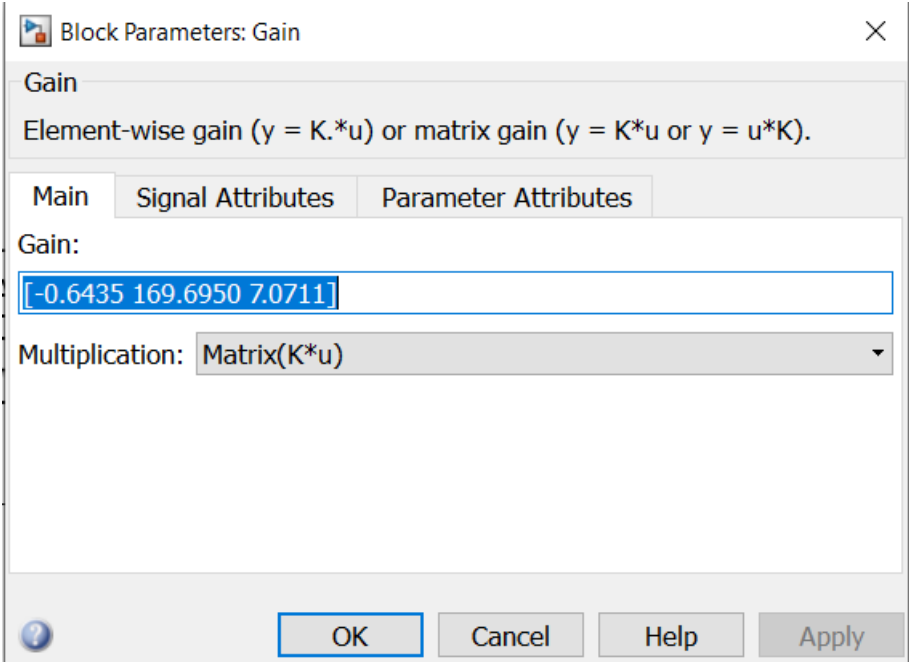 Block Parameters: Gain
Gain
Element-wise gain (y = K.*u) or matrix gain (y = K*u or y = u*K).
Main Signal Attributes Parameter Attributes
Gain:
[-0.6435 169.6950 7.0711]
Multiplication: Matrix(K*u)
OK Cancel Help Apply